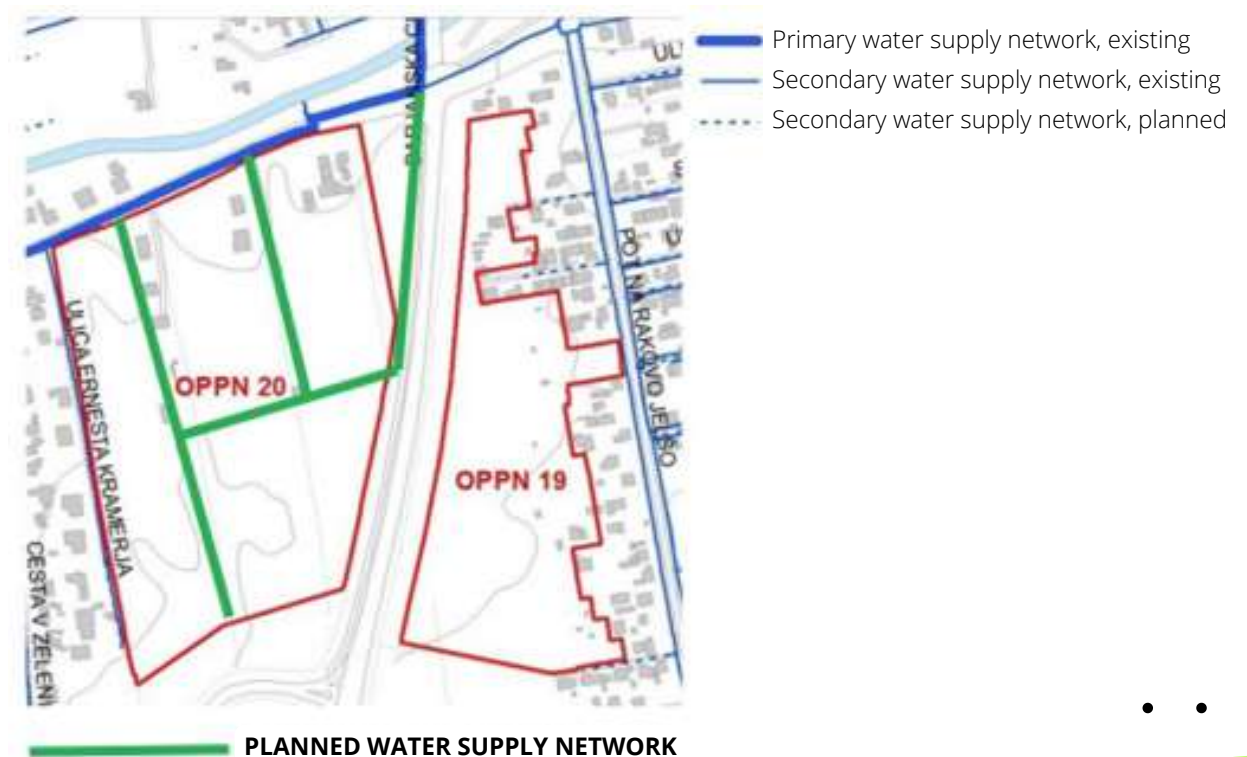 Primary water supply network, existing
Secondary water supply network, existing
Secondary water supply network, planned
UL
ULICA ERNESTA KRAMERJA
OPPN 20
POT NA RAKOVO JELŠO
OPPN 19
CESTA V ZELENI
PLANNED WATER SUPPLY NETWORK